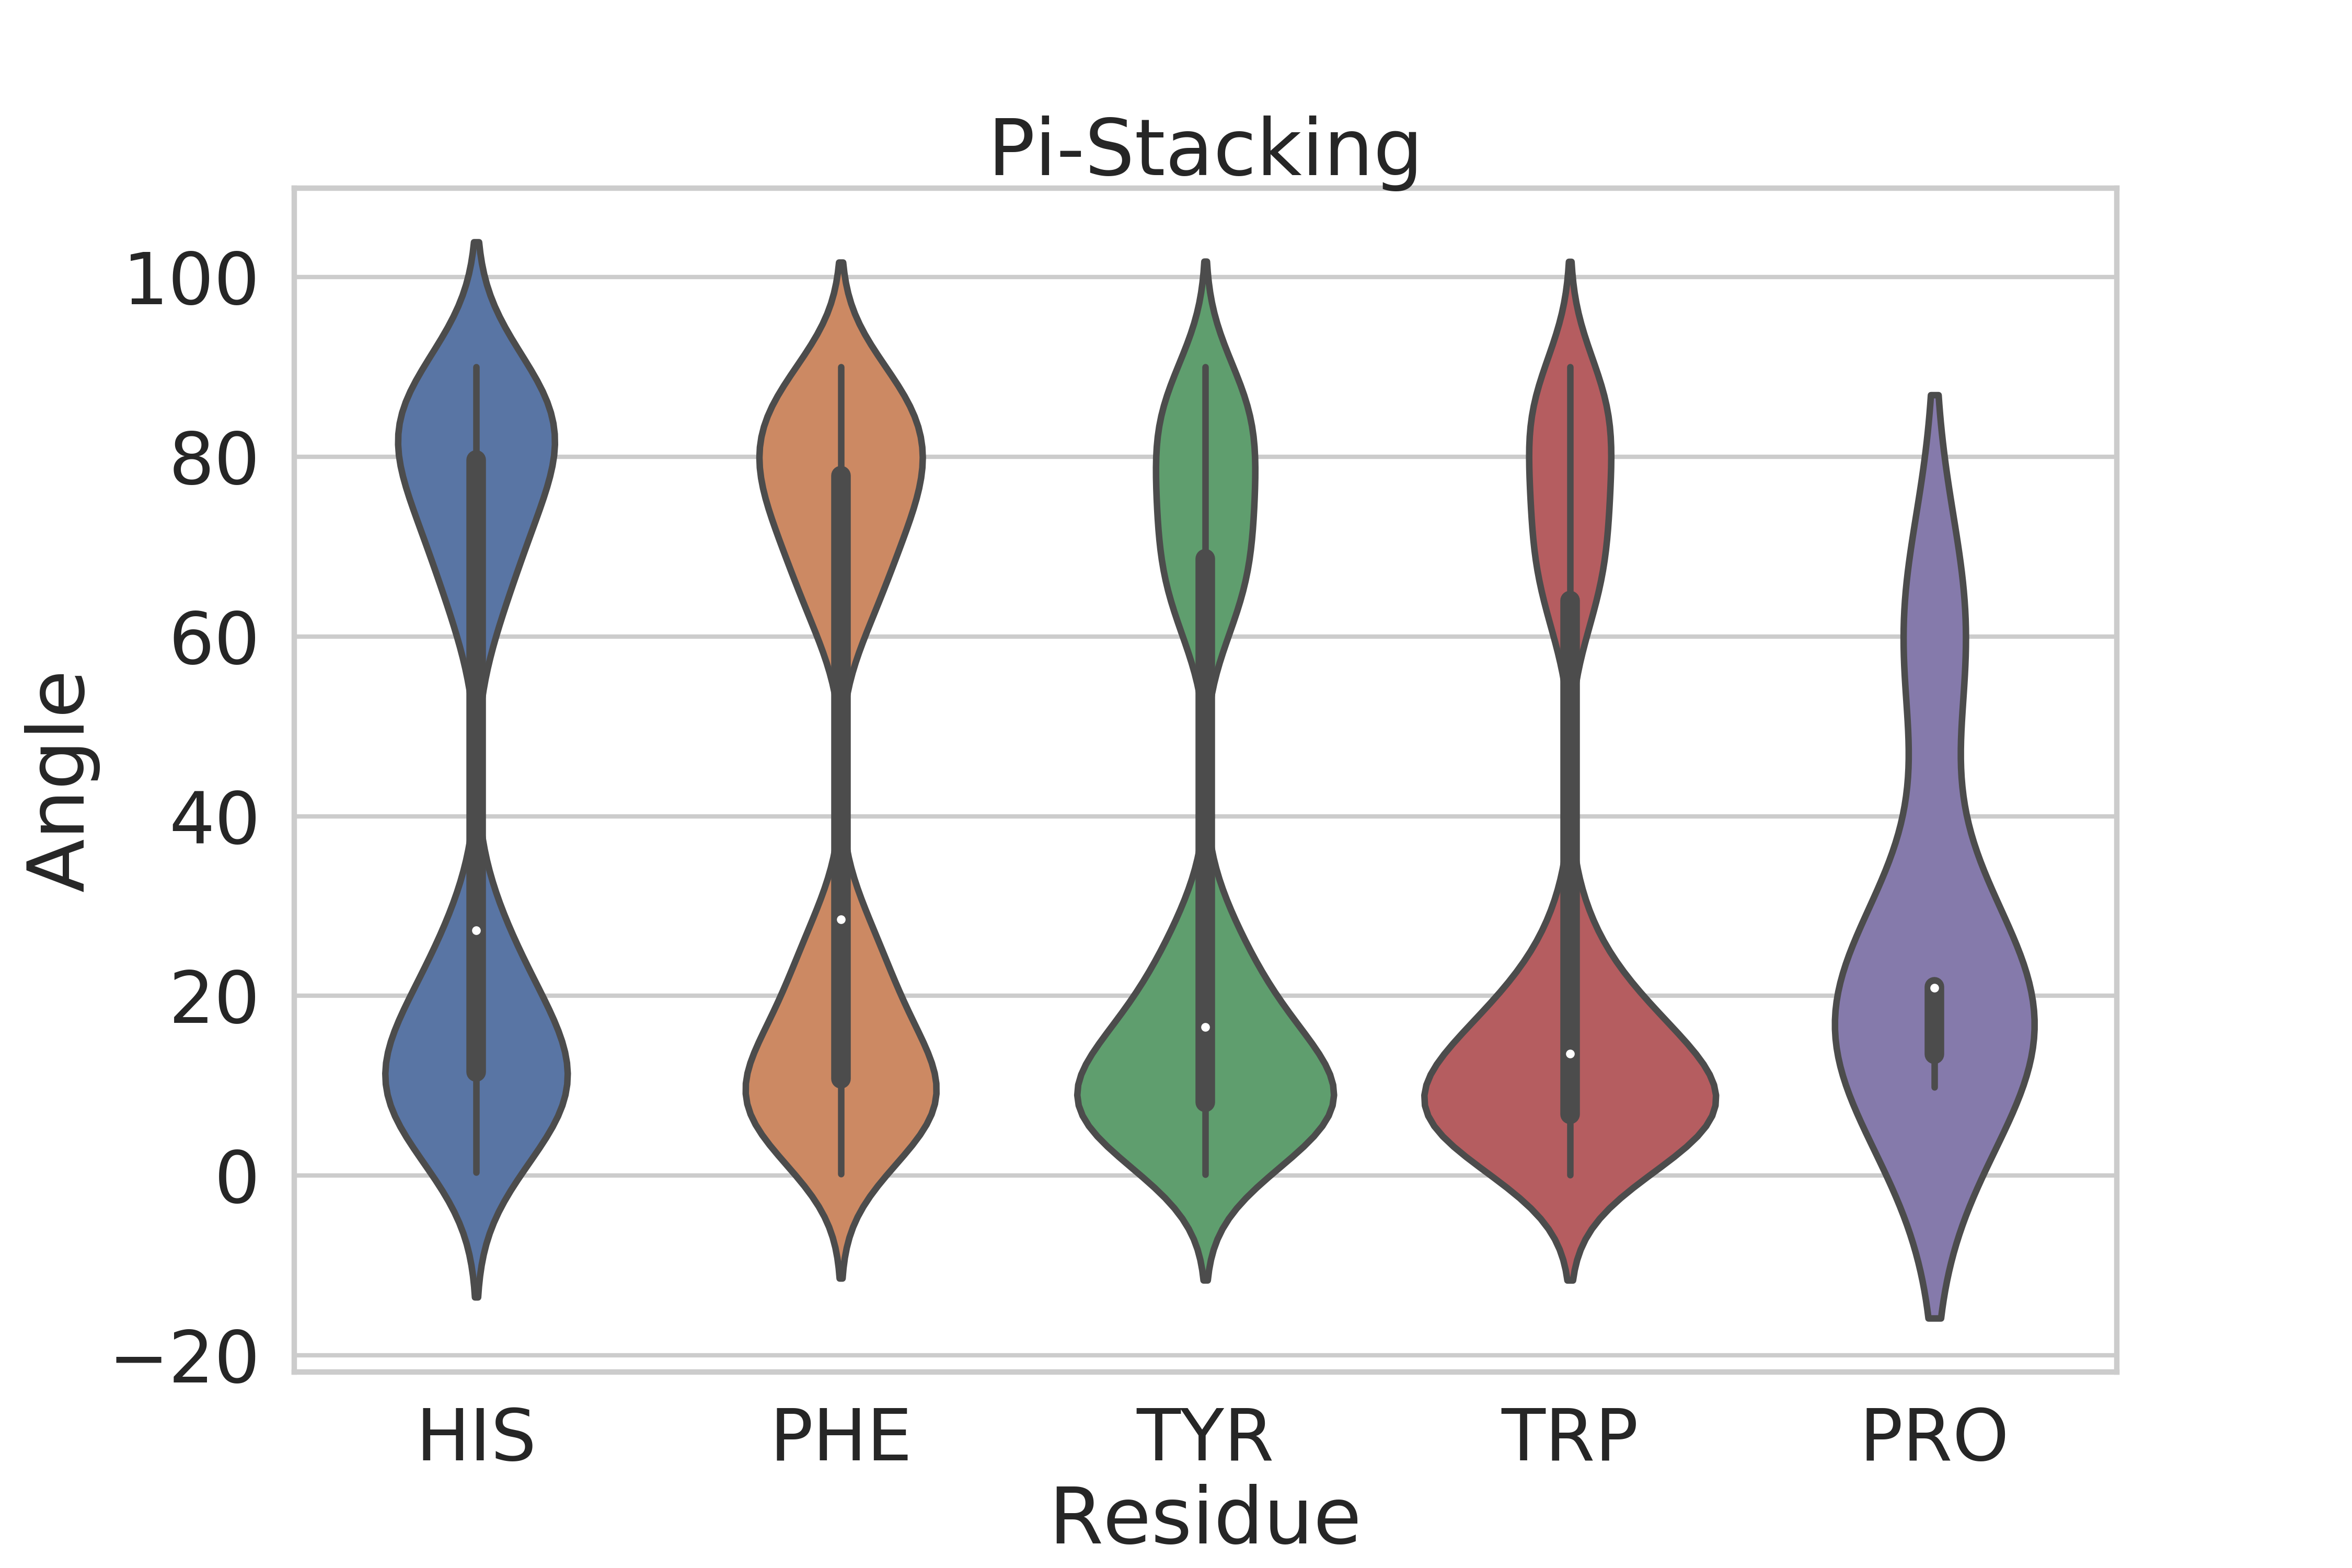 Pi-Stacking
100
80
60
40
20
0
−20
Angle
HIS PHE TYR TRP PRO
Residue